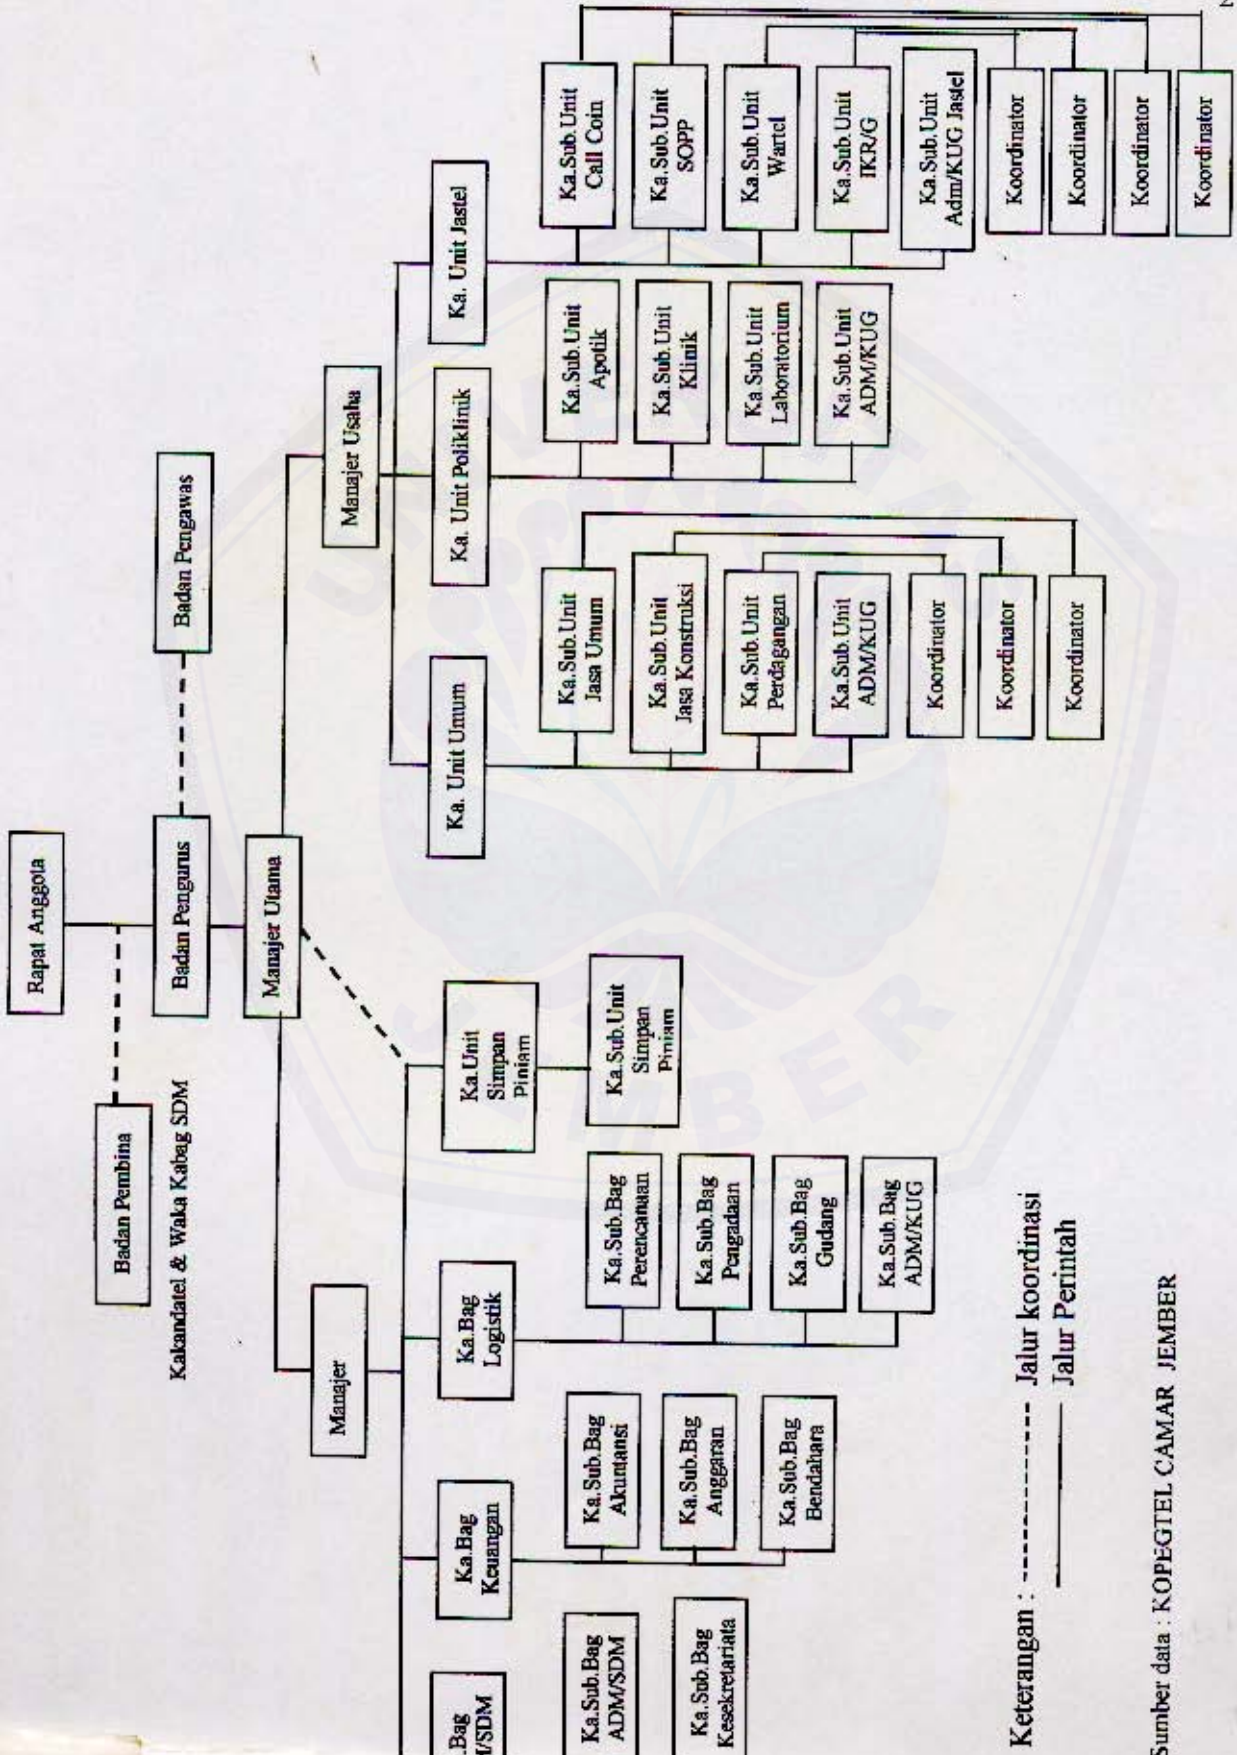 Rapat Anggota
Badan Pembina
Kakandatel & Waka Kabag SDM
Badan Pengurus
Badan Pengawas
Manajer Utama
Manajer
Manajer Usaha
.Bag
/SDM
Ka.Bag
Keuangan
Ka.Bag
Logistik
Ka.Unit
Simpan
Piniam
Ka. Unit Umum
Ka. Unit Poliklinik
Ka. Unit Jastel
Ka.Sub.Bag
ADM/SDM
Ka.Sub.Bag
Kesekretariata
Ka.Sub.Bag
Akuntansi
Ka.Sub.Bag
Anggaran
Ka.Sub.Bag
Bendahara
Ka.Sub.Bag
Perencanaan
Ka.Sub.Bag
Pengadaan
Ka.Sub.Bag
Gudang
Ka.Sub.Bag
ADM/KUG
Ka.Sub.Unit
Simpan
Piniam
Ka.Sub.Unit
Jasa Umum
Ka.Sub.Unit
Jasa Konstruksi
Ka.Sub.Unit
Perdagangan
Ka.Sub.Unit
ADM/KUG
Koordinator
Koordinator
Koordinator
Ka.Sub.Unit
Apotik
Ka.Sub.Unit
Klinik
Ka.Sub.Unit
Laboratorium
Ka.Sub.Unit
ADM/KUG
Ka.Sub.Unit
Call Coin
Ka.Sub.Unit
SOPP
Ka.Sub.Unit
Wartel
Ka.Sub.Unit
IKR/G
Ka.Sub.Unit
Adm/KUG Jastel
Koordinator
Koordinator
Koordinator
Koordinator
Keterangan : ------------ Jalur koordinasi
Jalur Perintah
Sumber data : KOPEGTEL CAMAR JEMBER
UNIVERSITAS
JEMBER